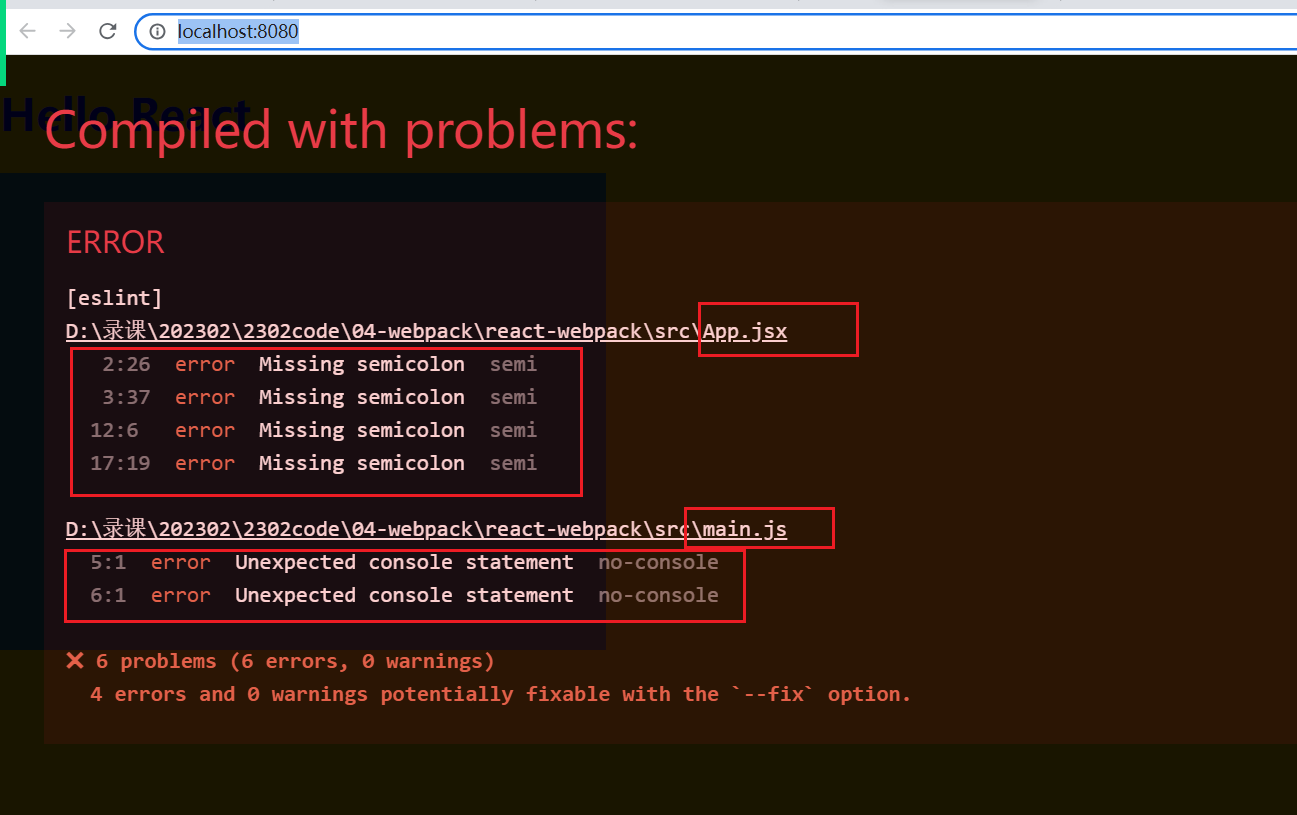 localhost:8080
Hello React
Compiled with problems:
ERROR
[eslint]
D:\录课\202302\2302code\04-webpack\react-webpack\src\App.jsx
2:26 error Missing semicolon semi
3:37 error Missing semicolon semi
12:6 error Missing semicolon semi
17:19 error Missing semicolon semi
D:\录课\202302\2302code\04-webpack\react-webpack\src\main.js
5:1 error Unexpected console statement no-console
6:1 error Unexpected console statement no-console
✖ 6 problems (6 errors, 0 warnings)
4 errors and 0 warnings potentially fixable with the `--fix` option.